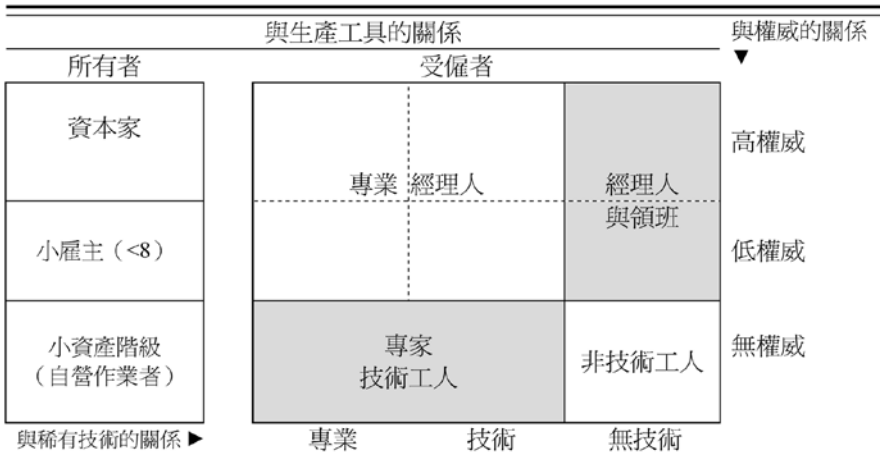 與生產工具的關係
與權威的關係
▼
所有者
受僱者
資本家
專業 經理人
經理人
與領班
高權威
小雇主（<8）
低權威
小資產階級
（自營作業者）
專家
技術工人
非技術工人
無權威
與稀有技術的關係▶
專業
技術
無技術